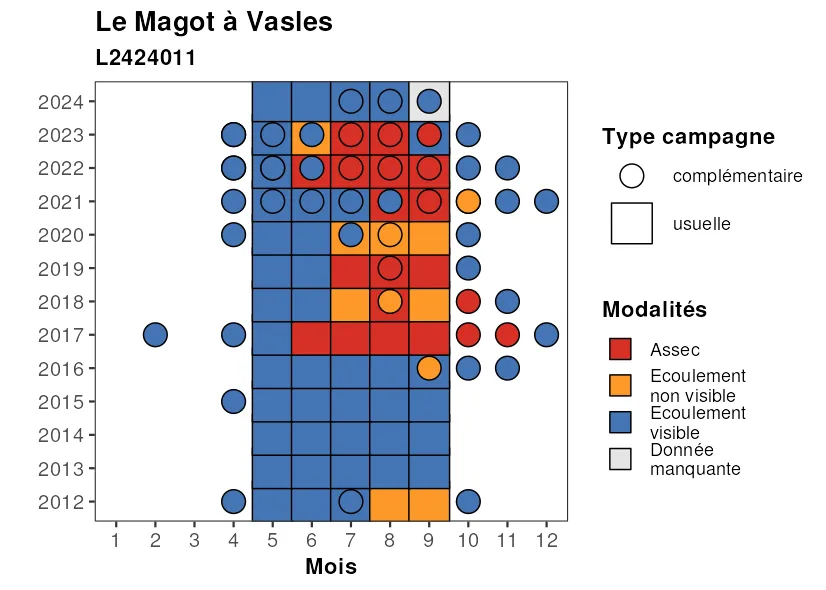 Le Magot à Vasles
L2424011
2024
2023
2022
2021
2020
2019
2018
2017
2016
2015
2014
2013
2012
1 2 3 4 5 6 7 8 9 10 11 12
Mois
Type campagne
complémentaire
usuelle
Modalités
Assec
Ecoulement
non visible
Ecoulement
visible
Donnée
manquante